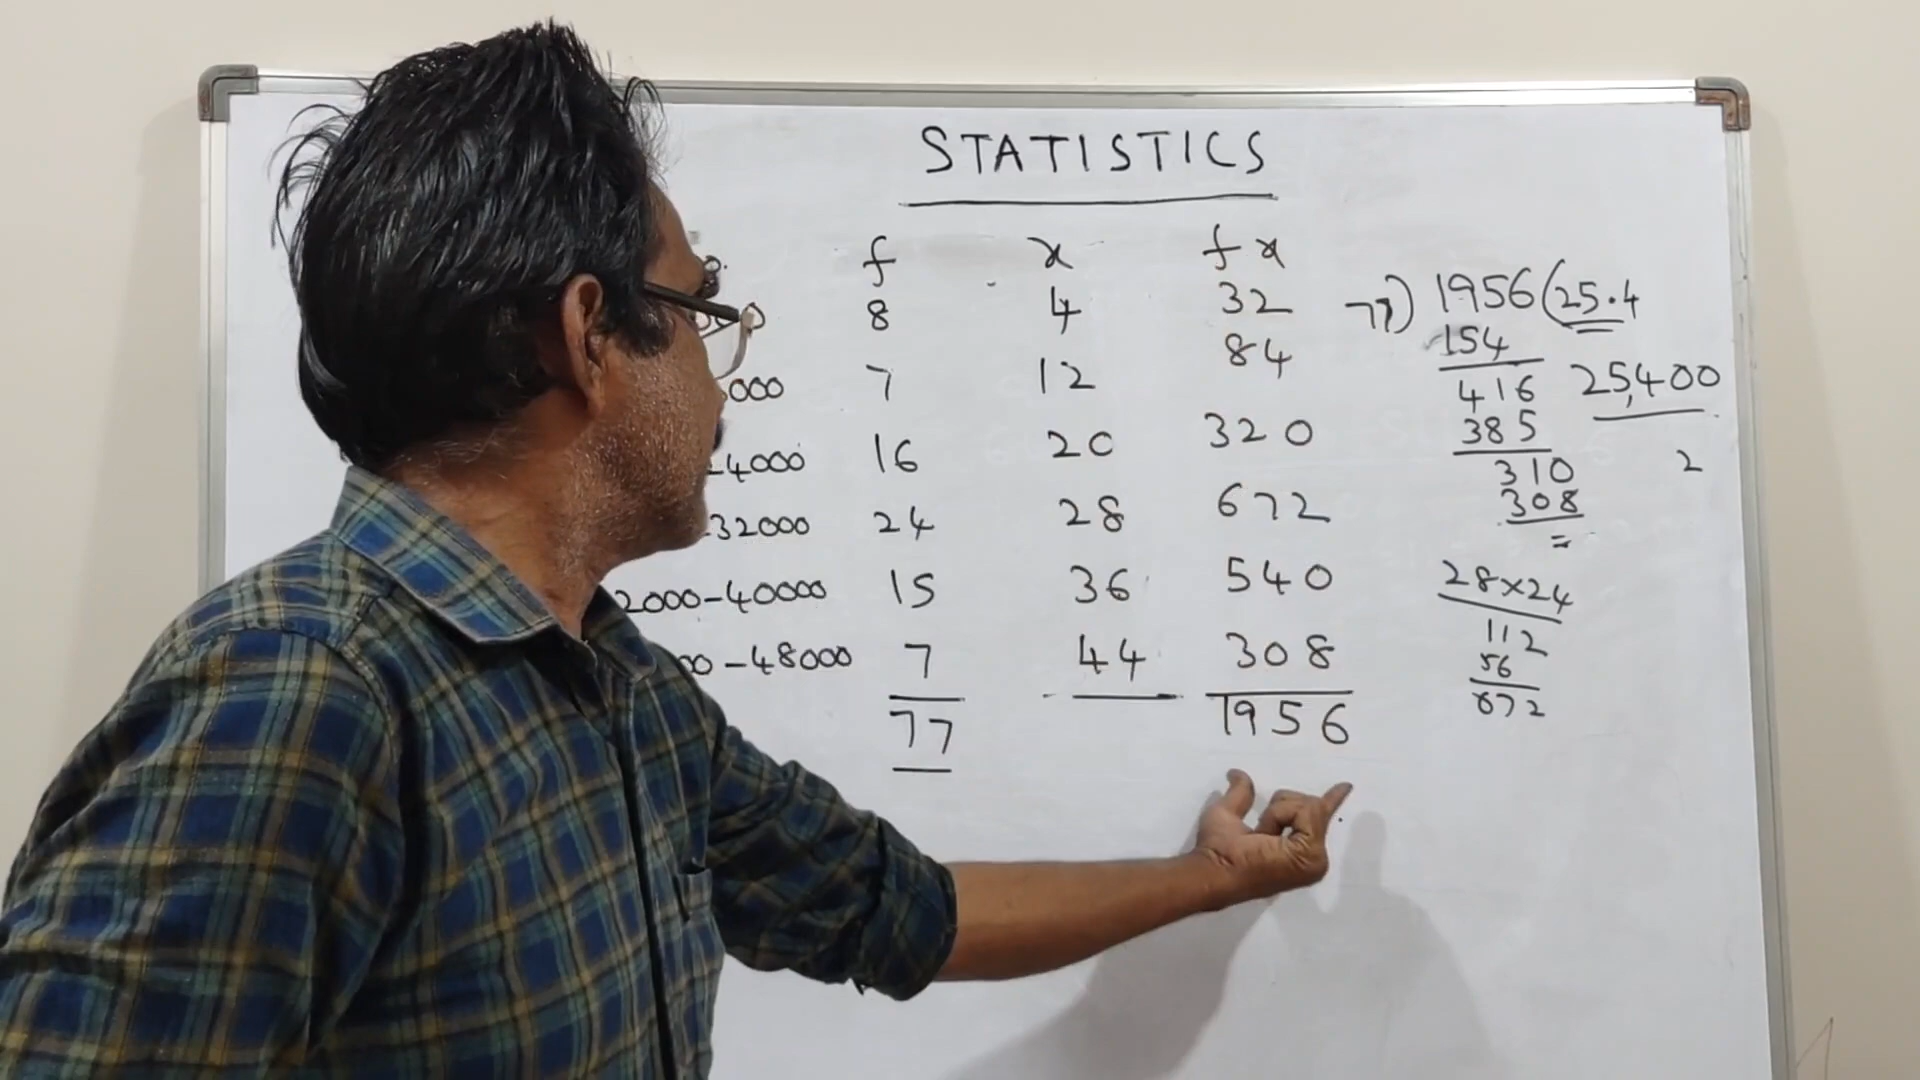 STATISTICS
f x fx
8 4 32
000 7 12 84
4000 16 20 320
-32000 24 28 672
2000-40000 15 36 540
00-48000 7 44 308
77 1956
77) 1956 (25.4
154
416 25,400
385
310 2
308
=
28x24
112
56
672